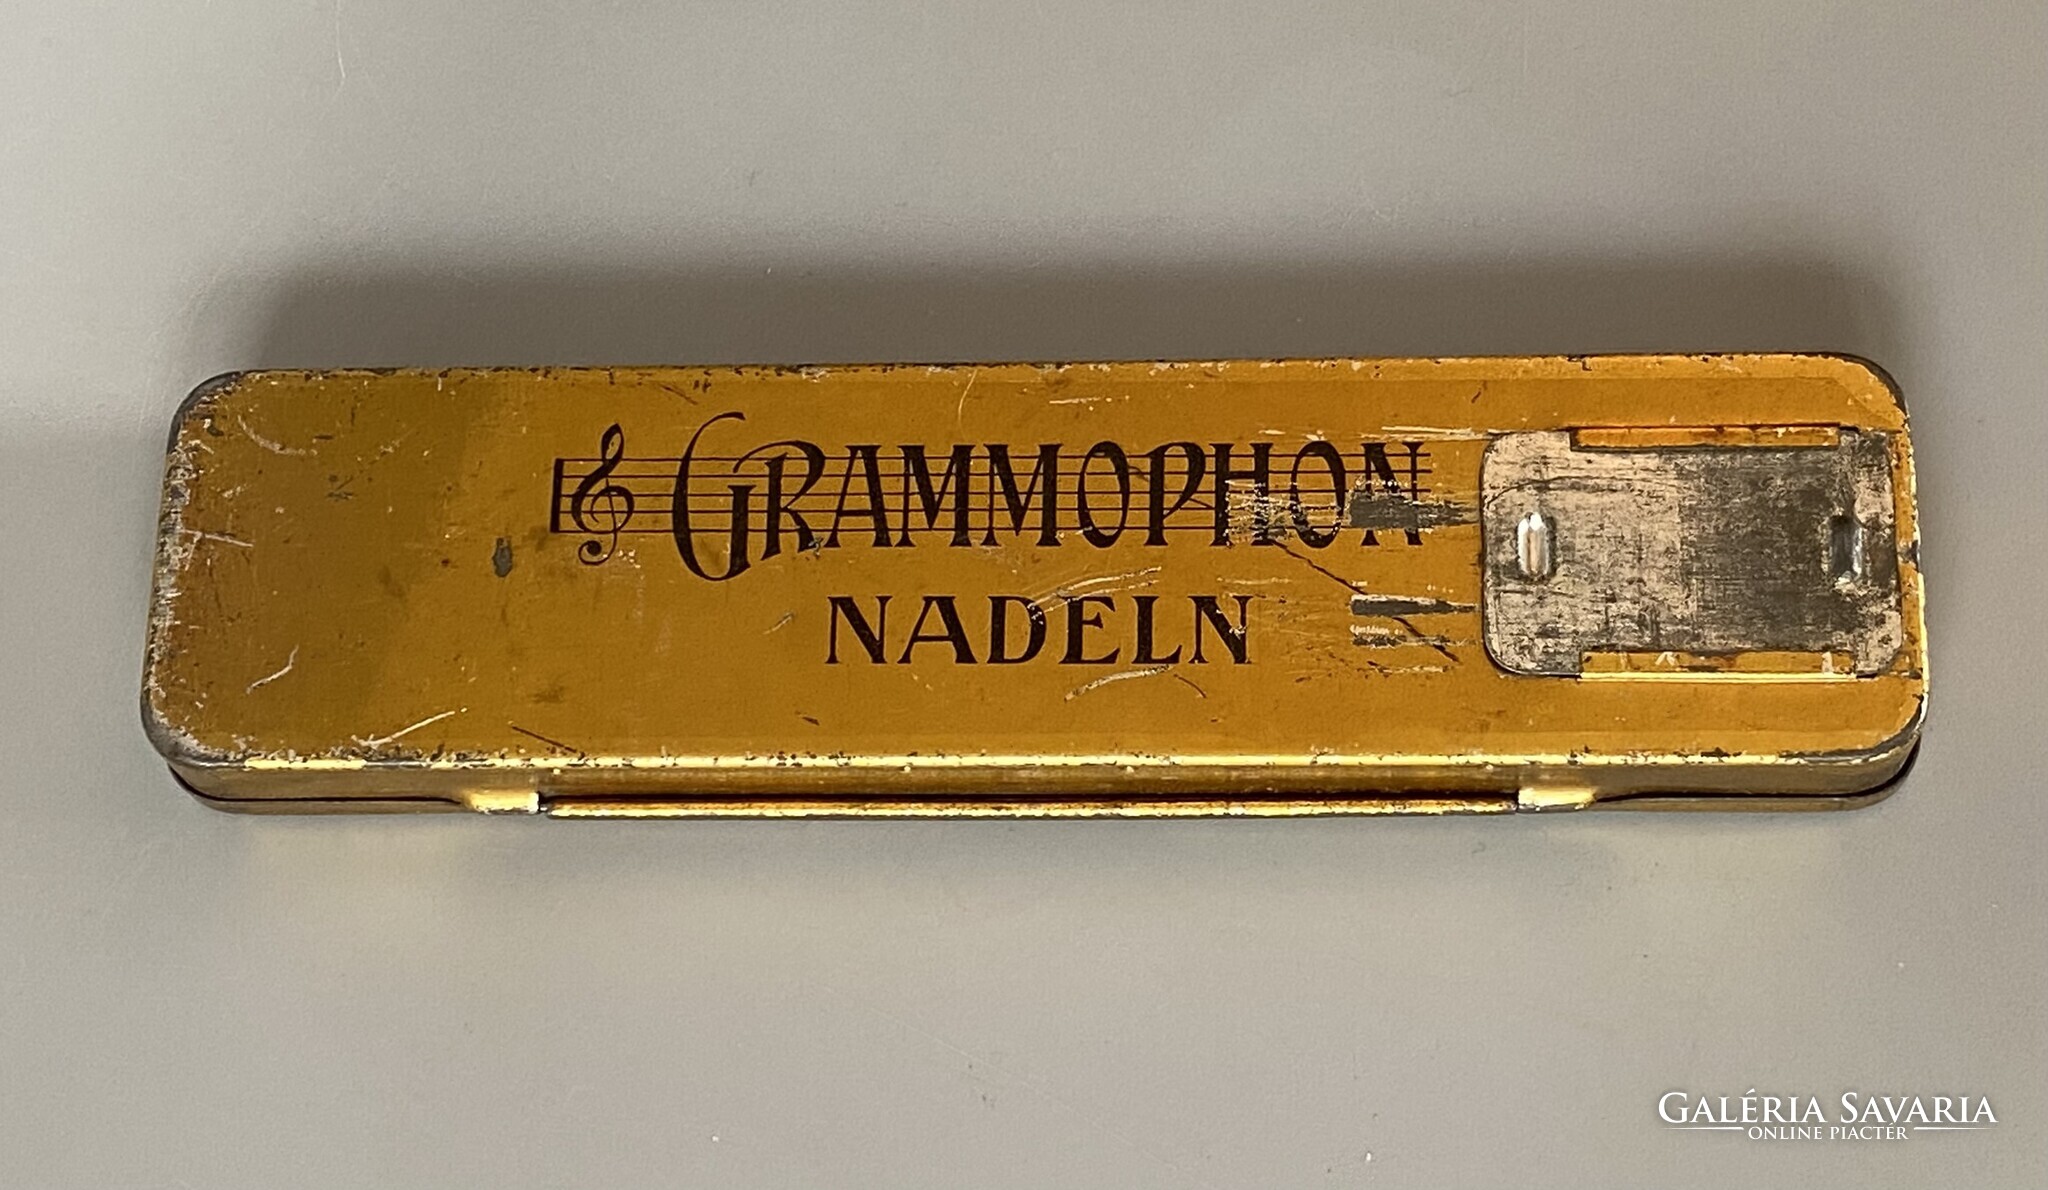 GRAMMOPHON
NADELN
GALÉRIA SAVARIA
ONLINE PIACTÉR